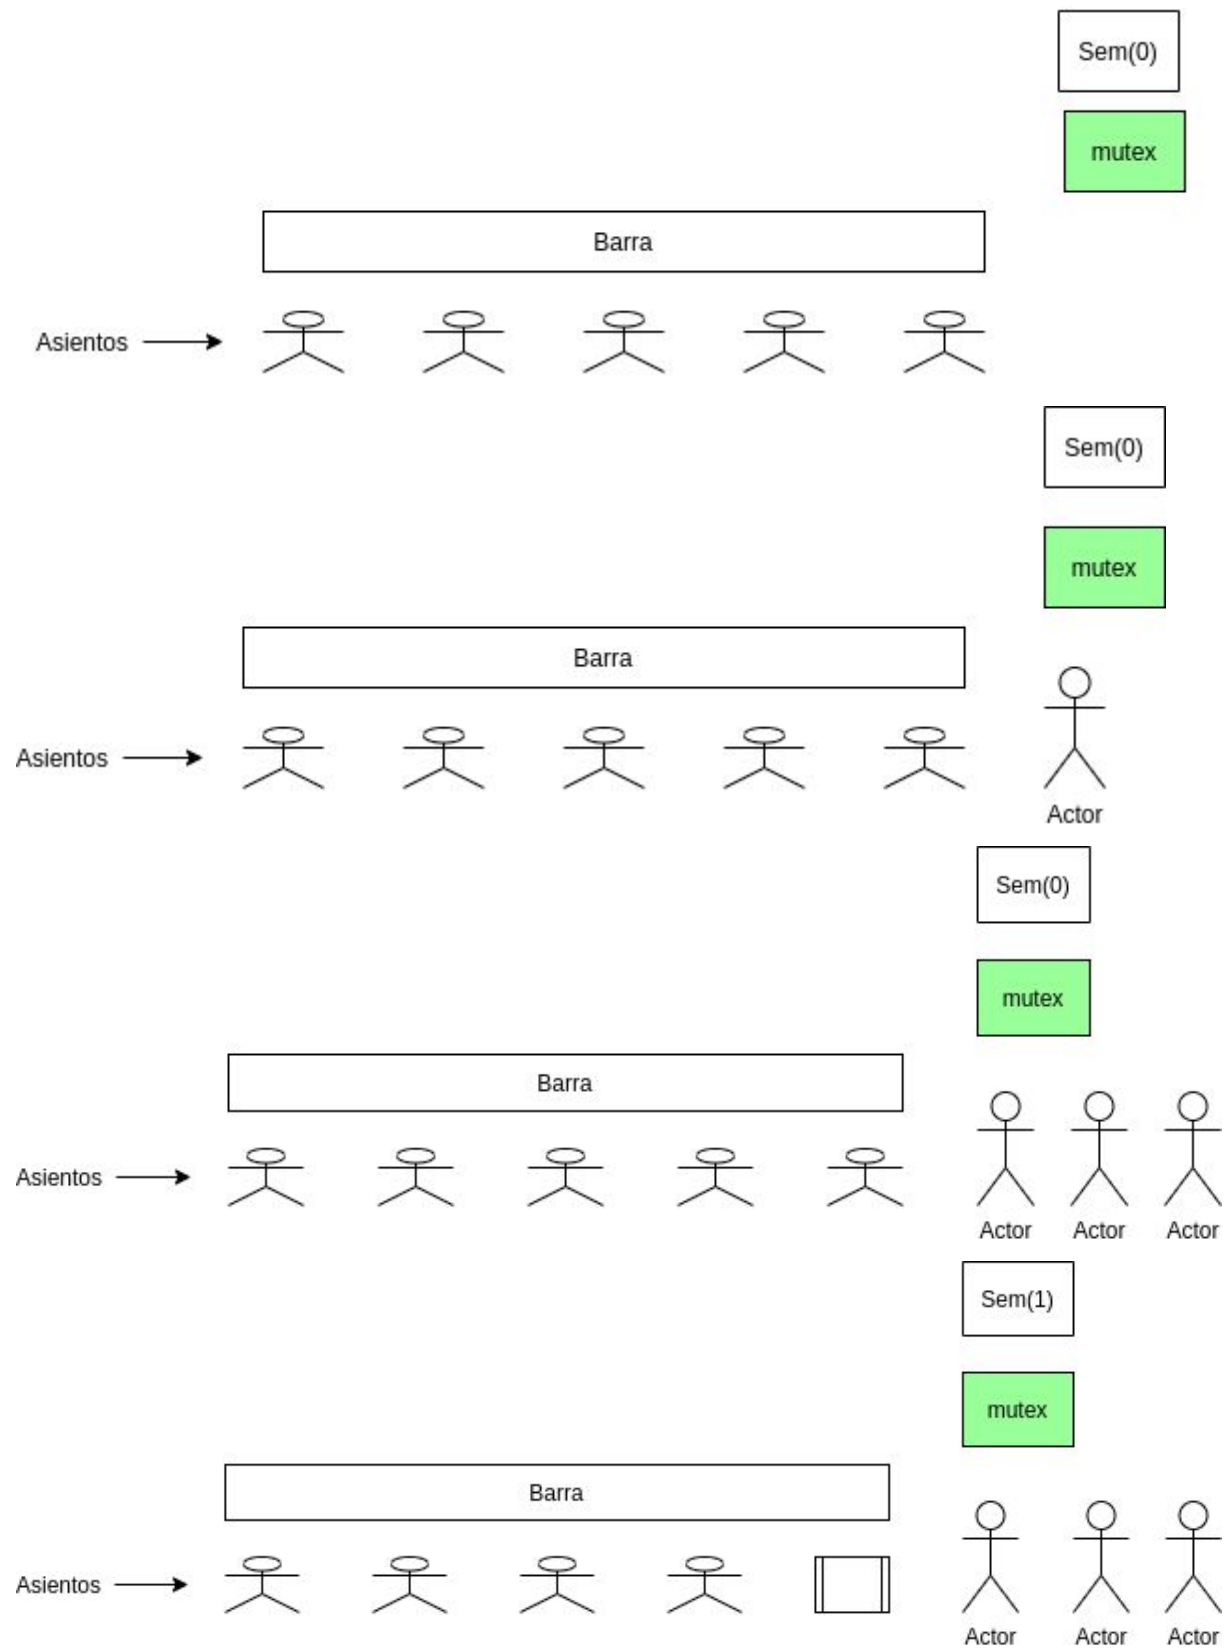 Sem(0)
mutex
Barra
Asientos
Sem(0)
mutex
Barra
Asientos
Actor
Sem(0)
mutex
Barra
Asientos
Actor Actor Actor
Sem(1)
mutex
Barra
Asientos
Actor Actor Actor